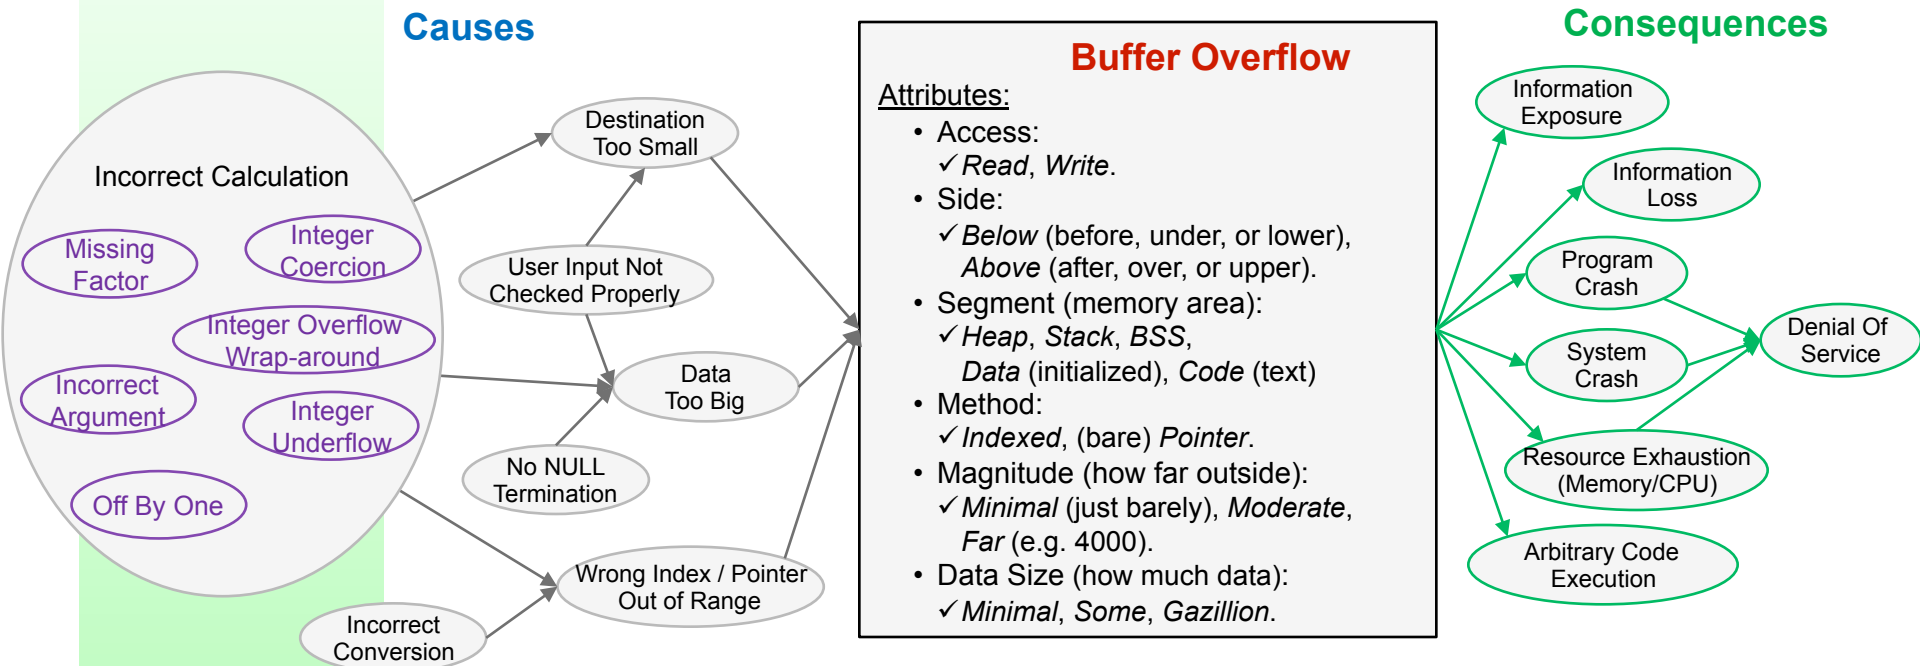 Causes
Incorrect Calculation
Missing
Factor
Integer
Coercion
Integer Overflow
Wrap-around
Incorrect
Argument
Integer
Underflow
Off By One
Destination
Too Small
User Input Not
Checked Properly
Data
Too Big
No NULL
Termination
Wrong Index / Pointer
Out of Range
Incorrect
Conversion
Buffer Overflow
Attributes:
• Access:
✓Read, Write.
• Side:
✓Below (before, under, or lower),
Above (after, over, or upper).
• Segment (memory area):
✓Heap, Stack, BSS,
Data (initialized), Code (text)
• Method:
✓Indexed, (bare) Pointer.
• Magnitude (how far outside):
✓Minimal (just barely), Moderate,
Far (e.g. 4000).
• Data Size (how much data):
✓Minimal, Some, Gazillion.
Consequences
Information
Exposure
Information
Loss
Program
Crash
System
Crash
Denial Of
Service
Resource Exhaustion
(Memory/CPU)
Arbitrary Code
Execution